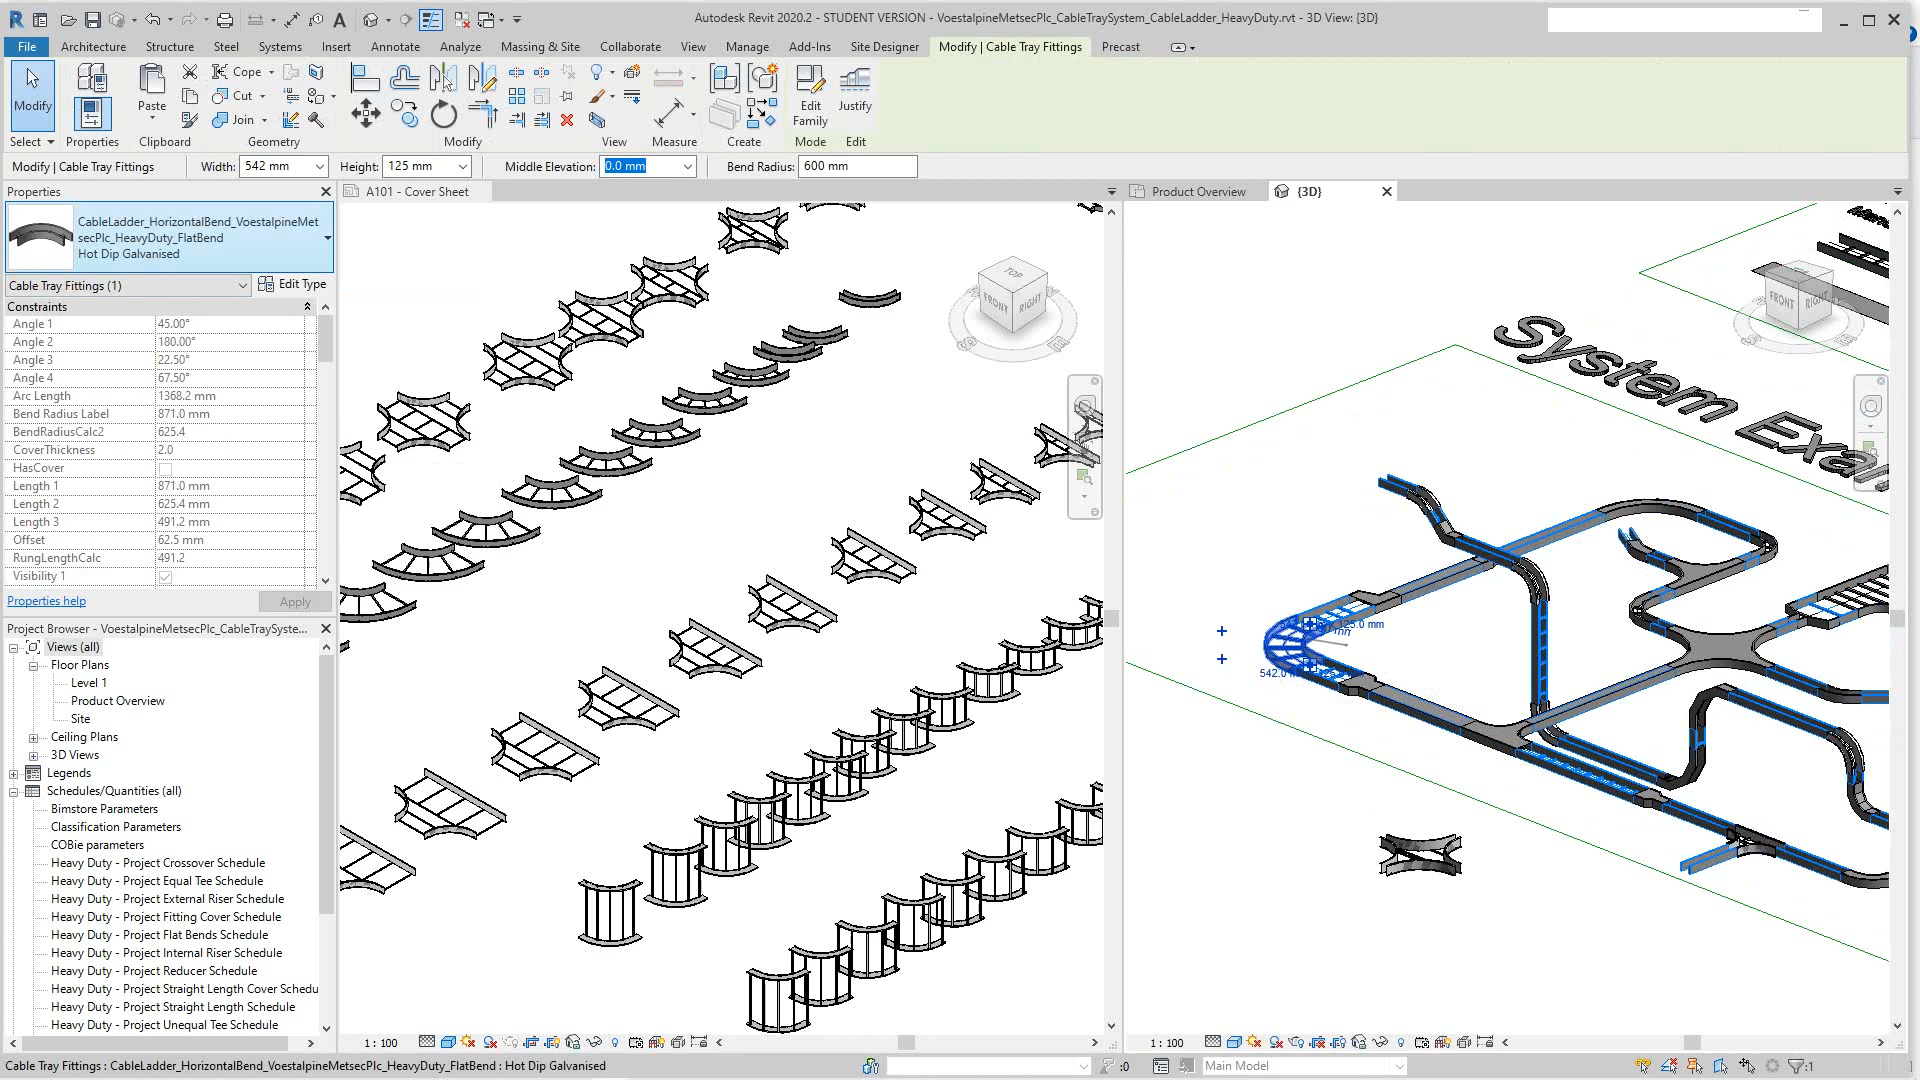 Autodesk Revit 2020.2 - STUDENT VERSION - VoestalpineMetsecPlc_CableTraySystem_CableLadder_HeavyDuty.rvt - 3D View: {3D}
File Architecture Structure Steel Systems Insert Annotate Analyze Massing & Site Collaborate View Manage Add-Ins Site Designer Modify | Cable Tray Fittings Precast
Modify Paste Cope Cut Join Edit Family Justify
Select Properties Clipboard Geometry Modify View Measure Create Mode Edit
Modify | Cable Tray Fittings Width: 542 mm Height: 125 mm Middle Elevation: 0.0 mm Bend Radius: 600 mm
Properties
CableLadder_HorizontalBend_VoestalpineMet
secPlc_HeavyDuty_FlatBend
Hot Dip Galvanised
Cable Tray Fittings (1) Edit Type
Constraints
Angle 1 45.00°
Angle 2 180.00°
Angle 3 22.50°
Angle 4 67.50°
Arc Length 1368.2 mm
Bend Radius Label 871.0 mm
BendRadiusCalc2 625.4
CoverThickness 2.0
HasCover
Length 1 871.0 mm
Length 2 625.4 mm
Length 3 491.2 mm
Offset 62.5 mm
RungLengthCalc 491.2
Visibility 1
Properties help Apply
Project Browser - VoestalpineMetsecPlc_CableTraySyste...
Views (all)
Floor Plans
Level 1
Product Overview
Site
Ceiling Plans
3D Views
Legends
Schedules/Quantities (all)
Bimstore Parameters
Classification Parameters
COBie parameters
Heavy Duty - Project Crossover Schedule
Heavy Duty - Project Equal Tee Schedule
Heavy Duty - Project External Riser Schedule
Heavy Duty - Project Fitting Cover Schedule
Heavy Duty - Project Flat Bends Schedule
Heavy Duty - Project Internal Riser Schedule
Heavy Duty - Project Reducer Schedule
Heavy Duty - Project Straight Length Cover Schedu
Heavy Duty - Project Straight Length Schedule
Heavy Duty - Project Unequal Tee Schedule
A101 - Cover Sheet
TOP
FRONT RIGHT
1 : 100
Product Overview {3D}
FRONT RIGHT
System Exa
1 : 100
Cable Tray Fittings : CableLadder_HorizontalBend_VoestalpineMetsecPlc_HeavyDuty_FlatBend : Hot Dip Galvanised :0 Main Model :1